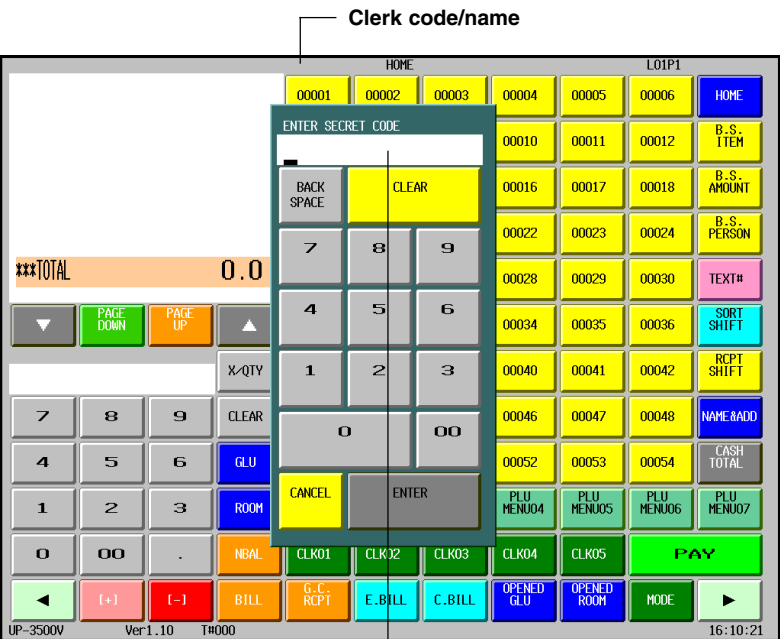 Clerk code/name
HOME L01P1
00001 00002 00003 00004 00005 00006 HOME
ENTER SECRET CODE
00010 00011 00012 B.S. ITEM
BACK SPACE CLEAR
00016 00017 00018 B.S. AMOUNT
7 8 9
00022 00023 00024 B.S. PERSON
***TOTAL 0.0
00028 00029 00030 TEXT#
PAGE DOWN PAGE UP
4 5 6
00034 00035 00036 SORT SHIFT
X/QTY
1 2 3
00040 00041 00042 RCPT SHIFT
7 8 9 CLEAR
0 00
00046 00047 00048 NAME&ADD
4 5 6 GLU
00052 00053 00054 CASH TOTAL
CANCEL ENTER
1 2 3 ROOM
PLU MENU04 PLU MENU05 PLU MENU06 PLU MENU07
0 00 . NBAL CLK01 CLK02 CLK03 CLK04 CLK05 PAY
[+] [-] BILL G.C. RCPT E.BILL C.BILL OPENED GLU OPENED ROOM MODE
UP-3500V Ver1.10 T#000 16:10:21